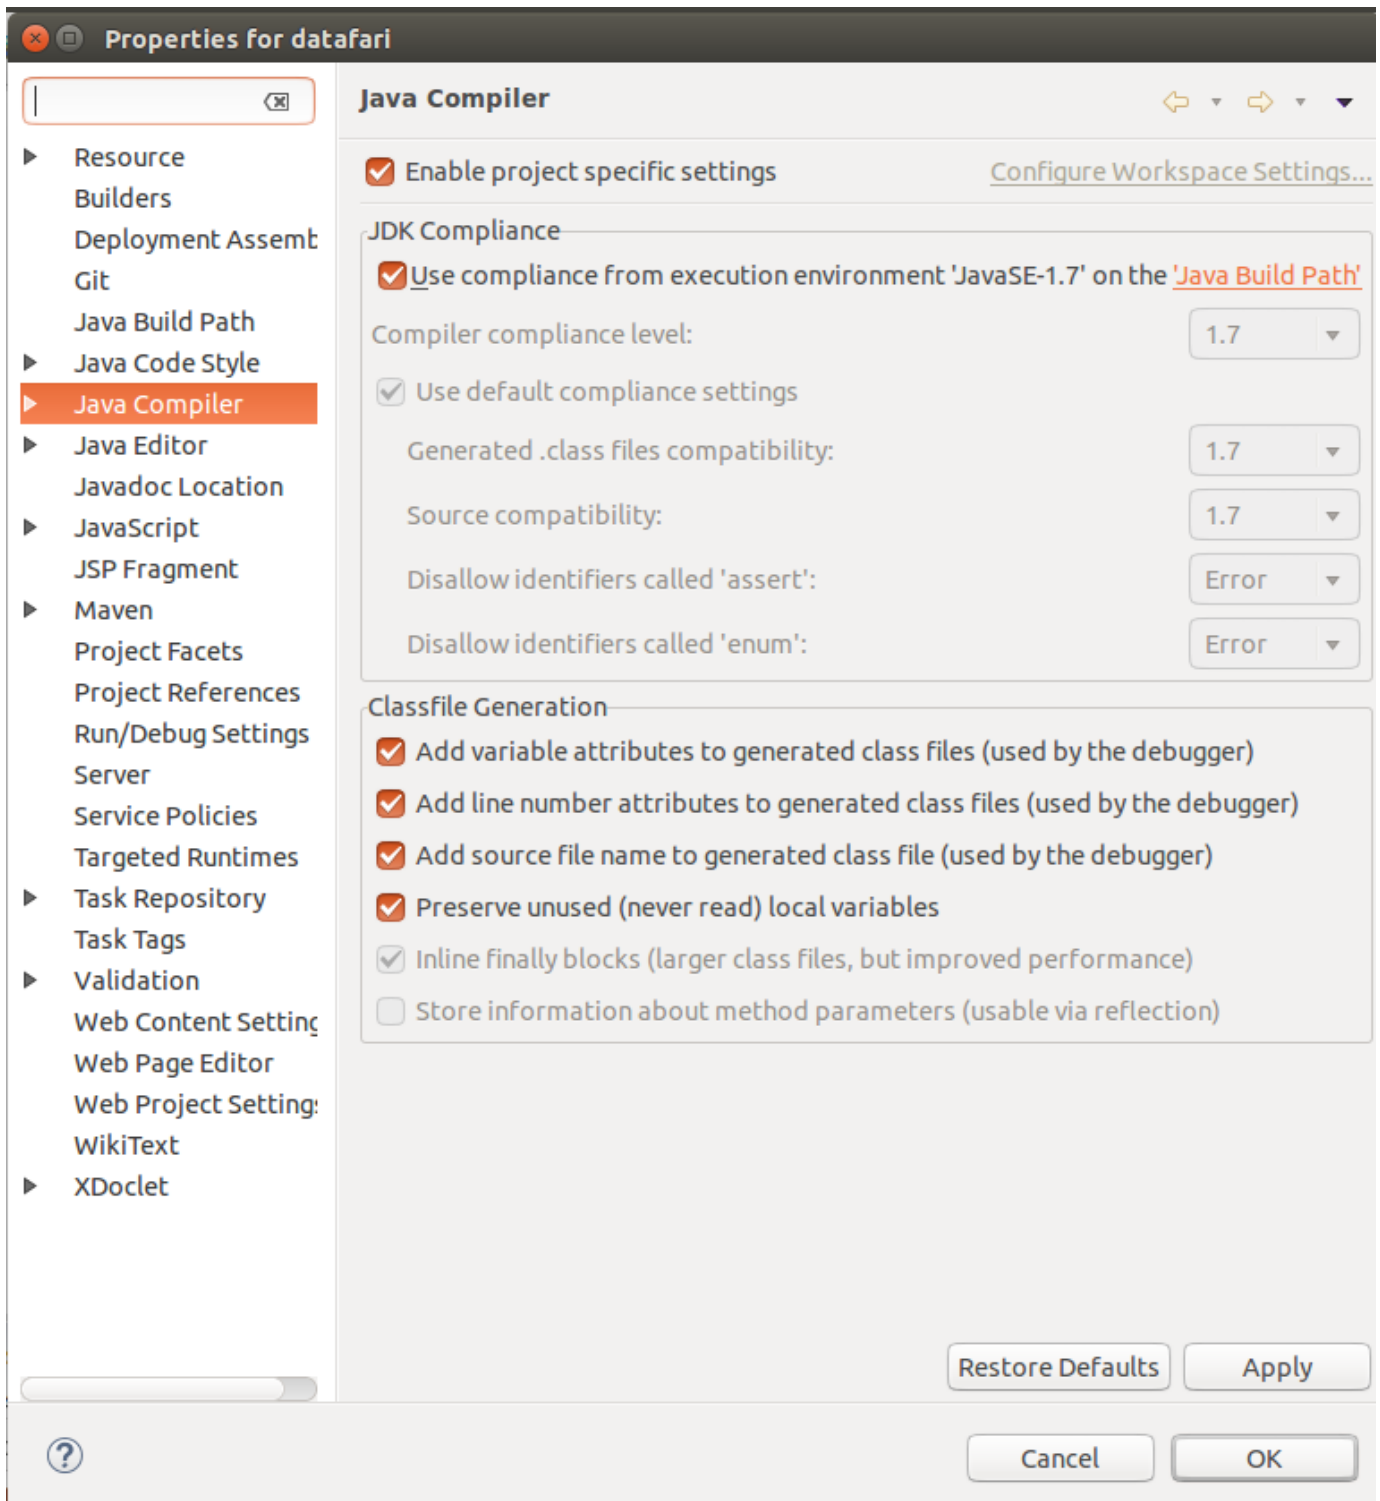 Properties for datafari
Java Compiler
Resource
Builders
Deployment Assemb
Git
Java Build Path
Java Code Style
Java Compiler
Java Editor
Javadoc Location
JavaScript
JSP Fragment
Maven
Project Facets
Project References
Run/Debug Settings
Server
Service Policies
Targeted Runtimes
Task Repository
Task Tags
Validation
Web Content Setting
Web Page Editor
Web Project Settings
WikiText
XDoclet
Enable project specific settings
Configure Workspace Settings...
JDK Compliance
Use compliance from execution environment 'JavaSE-1.7' on the 'Java Build Path'
Compiler compliance level: 1.7
Use default compliance settings
Generated .class files compatibility: 1.7
Source compatibility: 1.7
Disallow identifiers called 'assert': Error
Disallow identifiers called 'enum': Error
Classfile Generation
Add variable attributes to generated class files (used by the debugger)
Add line number attributes to generated class files (used by the debugger)
Add source file name to generated class file (used by the debugger)
Preserve unused (never read) local variables
Inline finally blocks (larger class files, but improved performance)
Store information about method parameters (usable via reflection)
Restore Defaults
Apply
Cancel
OK